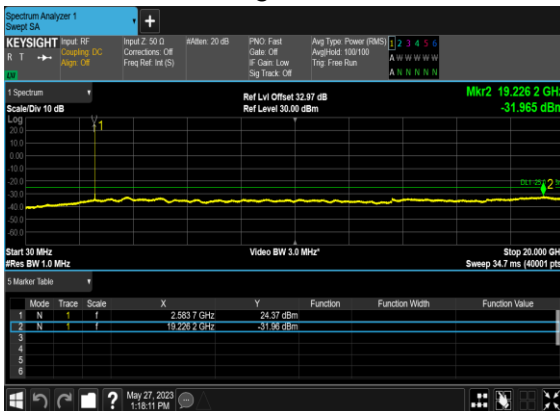 Spectrum Analyzer 1
Swept SA
+
KEYSIGHT Input: RF Input Z: 50 Ω #Atten: 20 dB PNO: Fast Avg Type: Power (RMS) 1 2 3 4 5 6
R T Coupling: DC Corrections: Off Gate: Off Avg|Hold: 100/100 A W W W W W
Align: Off Freq Ref: Int (S) IF Gain: Low Trig: Free Run
LV Sig Track: Off A N N N N N
1 Spectrum Ref Lvl Offset 32.97 dB Mkr2 19.226 2 GHz
Scale/Div 10 dB Ref Level 30.00 dBm -31.965 dBm
Log
20.0
10.0
0.00
-10.0
-20.0
-30.0
-40.0
-50.0
-60.0
1
2
Start 30 MHz Video BW 3.0 MHz* Stop 20.000 GH
#Res BW 1.0 MHz Sweep 34.7 ms (40001 pts
5 Marker Table
Mode Trace Scale X Y Function Function Width Function Value
1 N 1 f 2.583 7 GHz 24.37 dBm
2 N 1 f 19.226 2 GHz -31.96 dBm
3
4
5
6
? May 27, 2023
1:18:11 PM